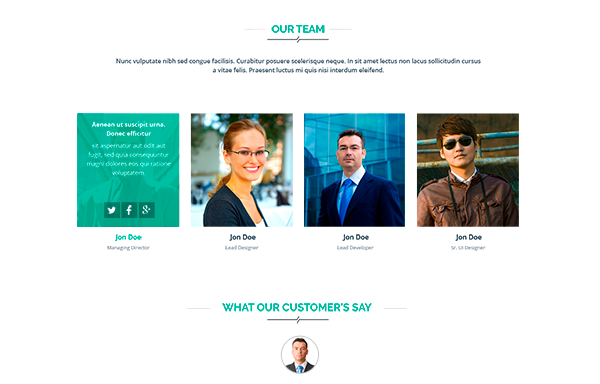 OUR TEAM
Nunc vulputate nibh sed congue facilisis. Curabitur posuere scelerisque neque. In sit amet lectus non lacus sollicitudin cursus
a vitae felis. Praesent luctus mi quis nisi interdum eleifend.
Aenean ut suscipit urna.
Donec efficitur
sit aspernatur aut odit aut
fugit, sed quia consequuntur
magni dolores eos qui ratione
voluptatem.
Jon Doe
Managing Director
Jon Doe
Lead Designer
Jon Doe
Lead Developer
Jon Doe
Sr. UI Designer
WHAT OUR CUSTOMER'S SAY